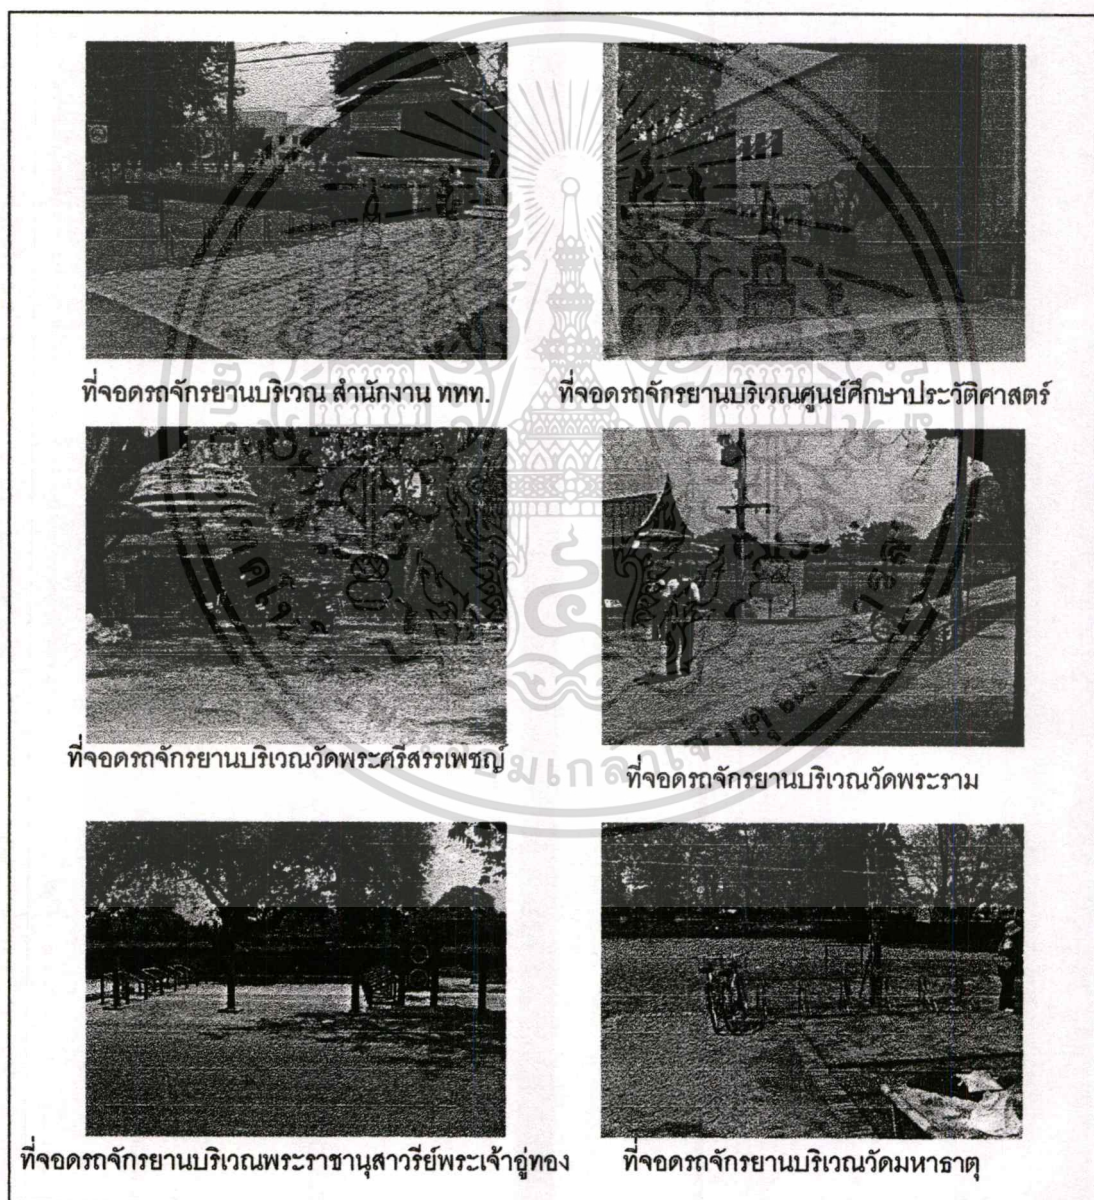 ที่จอดรถจักรยานบริเวณ สำนักงาน ททท.
ที่จอดรถจักรยานบริเวณศูนย์ศึกษาประวัติศาสตร์
ที่จอดรถจักรยานบริเวณวัดพระศรีสรรเพชญ์
ที่จอดรถจักรยานบริเวณวัดพระราม
ที่จอดรถจักรยานบริเวณพระราชานุสาวรีย์พระเจ้าอู่ทอง
ที่จอดรถจักรยานบริเวณวัดมหาธาตุ